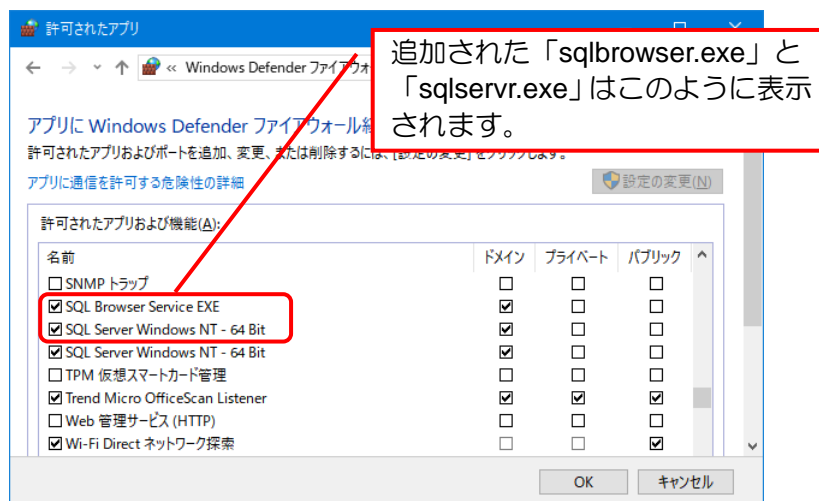 許可されたアプリ
追加された「sqlbrowser.exe」と
「sqlservr.exe」はこのように表示
されます。
« Windows Defender ファイアウォ
アプリに Windows Defender ファイアウォール
許可されたアプリおよびポートを追加、変更、または削除するには、[設定の変更] をクリックします。
アプリに通信を許可する危険性の詳細
設定の変更(N)
許可されたアプリおよび機能(A):
名前 ドメイン プライベート パブリック
SNMP トラップ
SQL Browser Service EXE
SQL Server Windows NT - 64 Bit
SQL Server Windows NT - 64 Bit
TPM 仮想スマートカード管理
Trend Micro OfficeScan Listener
Web 管理サービス (HTTP)
Wi-Fi Direct ネットワーク探索
OK キャンセル